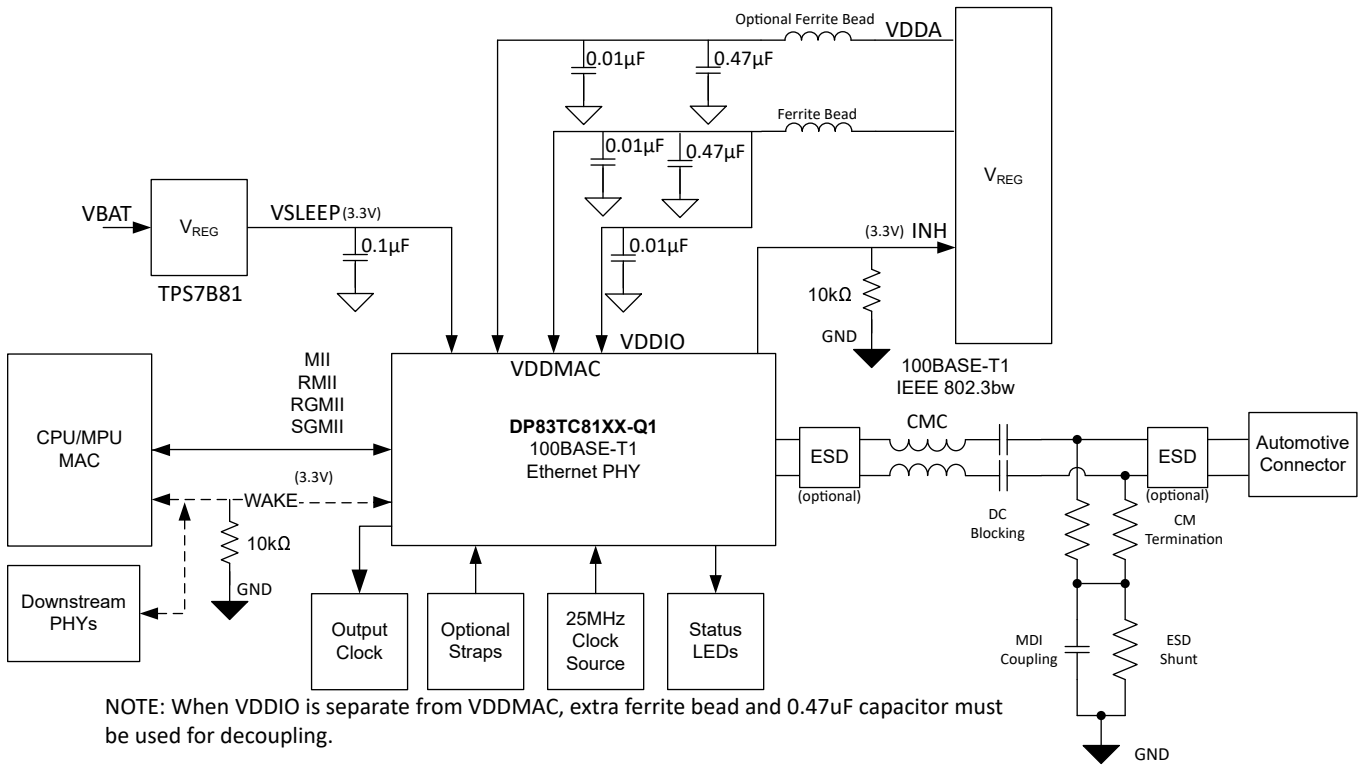 Optional Ferrite Bead
VDDA
0.01µF
0.47µF
Ferrite Bead
0.01µF
0.47µF
VREG
VBAT
VREG
VSLEEP (3.3V)
0.1µF
TPS7B81
0.01µF
(3.3V) INH
10kΩ
GND
VDDIO
VDDMAC
100BASE-T1
IEEE 802.3bw
MII
RMII
RGMII
SGMII
CPU/MPU
MAC
DP83TC81XX-Q1
100BASE-T1
Ethernet PHY
CMC
ESD
(optional)
ESD
(optional)
Automotive
Connector
(3.3V)
WAKE
10kΩ
GND
DC
Blocking
CM
Termination
Downstream
PHYs
Output
Clock
Optional
Straps
25MHz
Clock
Source
Status
LEDs
MDI
Coupling
ESD
Shunt
NOTE: When VDDIO is separate from VDDMAC, extra ferrite bead and 0.47uF capacitor must
be used for decoupling.
GND